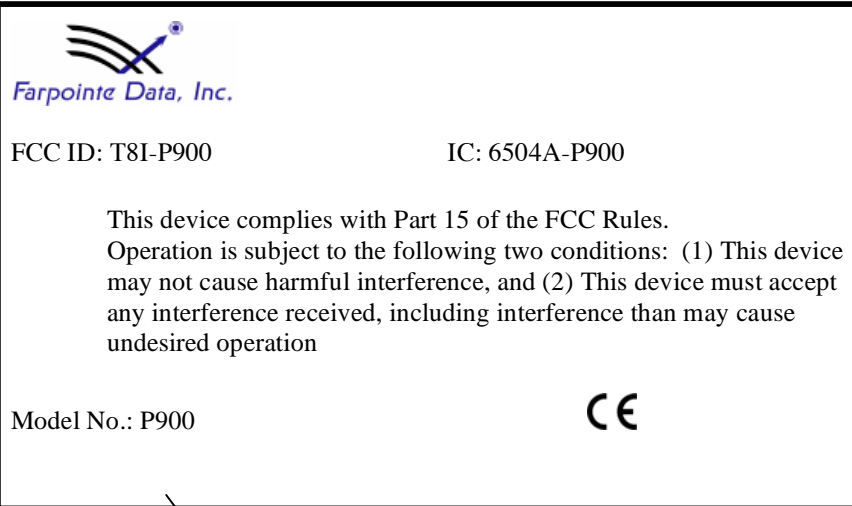 Farpointe Data, Inc.
FCC ID: T8I-P900 IC: 6504A-P900
This device complies with Part 15 of the FCC Rules.
Operation is subject to the following two conditions: (1) This device
may not cause harmful interference, and (2) This device must accept
any interference received, including interference than may cause
undesired operation
Model No.: P900 CE